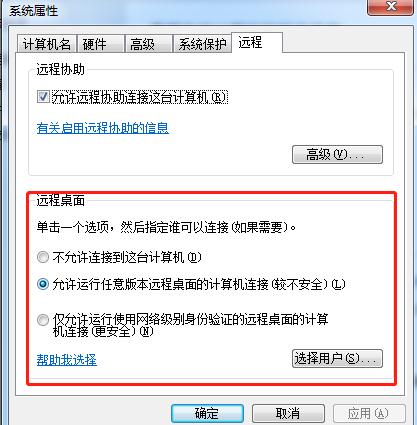 系统属性
计算机名 硬件 高级 系统保护 远程
远程协助
允许远程协助连接这台计算机(R)
有关启用远程协助的信息
高级(V)...
远程桌面
单击一个选项，然后指定谁可以连接(如果需要)。
不允许连接到这台计算机(D)
允许运行任意版本远程桌面的计算机连接(较不安全)(L)
仅允许运行使用网络级别身份验证的远程桌面的计算
机连接(更安全)(N)
帮助我选择
选择用户(S)...
确定 取消 应用(A)